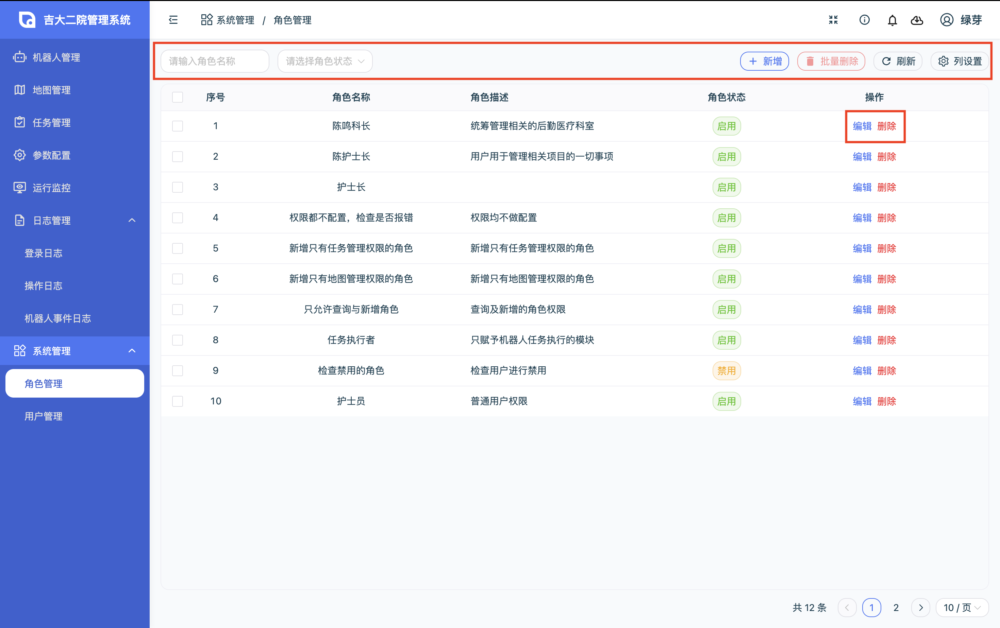 吉大二院管理系统
系统管理 / 角色管理
绿芽
机器人管理
地图管理
任务管理
参数配置
运行监控
日志管理
登录日志
操作日志
机器人事件日志
系统管理
角色管理
用户管理
请输入角色名称 请选择角色状态 新增 批量删除 刷新 列设置
序号 角色名称 角色描述 角色状态 操作
1 陈鸣科长 统筹管理相关的后勤医疗科室 启用 编辑 删除
2 陈护士长 用户用于管理相关项目的一切事项 启用 编辑 删除
3 护士长 启用 编辑 删除
4 权限都不配置，检查是否报错 权限均不做配置 启用 编辑 删除
5 新增只有任务管理权限的角色 新增只有任务管理权限的角色 启用 编辑 删除
6 新增只有地图管理权限的角色 新增只有地图管理权限的角色 启用 编辑 删除
7 只允许查询与新增角色 查询及新增的角色权限 启用 编辑 删除
8 任务执行者 只赋予机器人任务执行的模块 启用 编辑 删除
9 检查禁用的角色 检查用户进行禁用 禁用 编辑 删除
10 护士员 普通用户权限 启用 编辑 删除
共 12 条 1 2 10 / 页